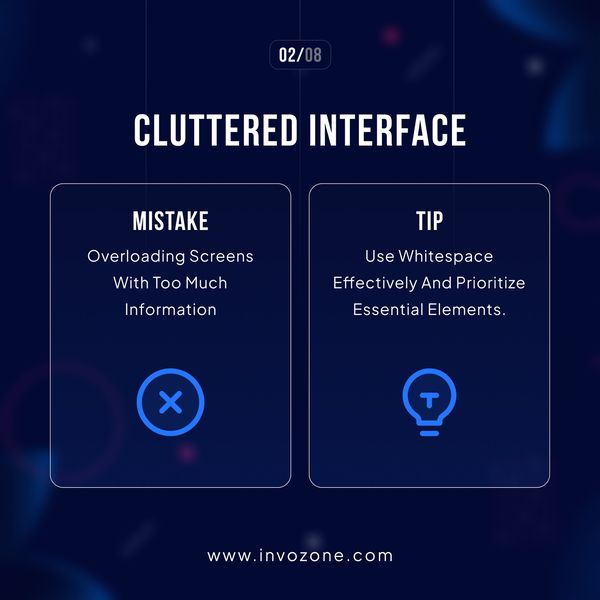 02/08
CLUTTERED INTERFACE
MISTAKE
Overloading Screens
With Too Much
Information
TIP
Use Whitespace
Effectively And Prioritize
Essential Elements.
www.invozone.com